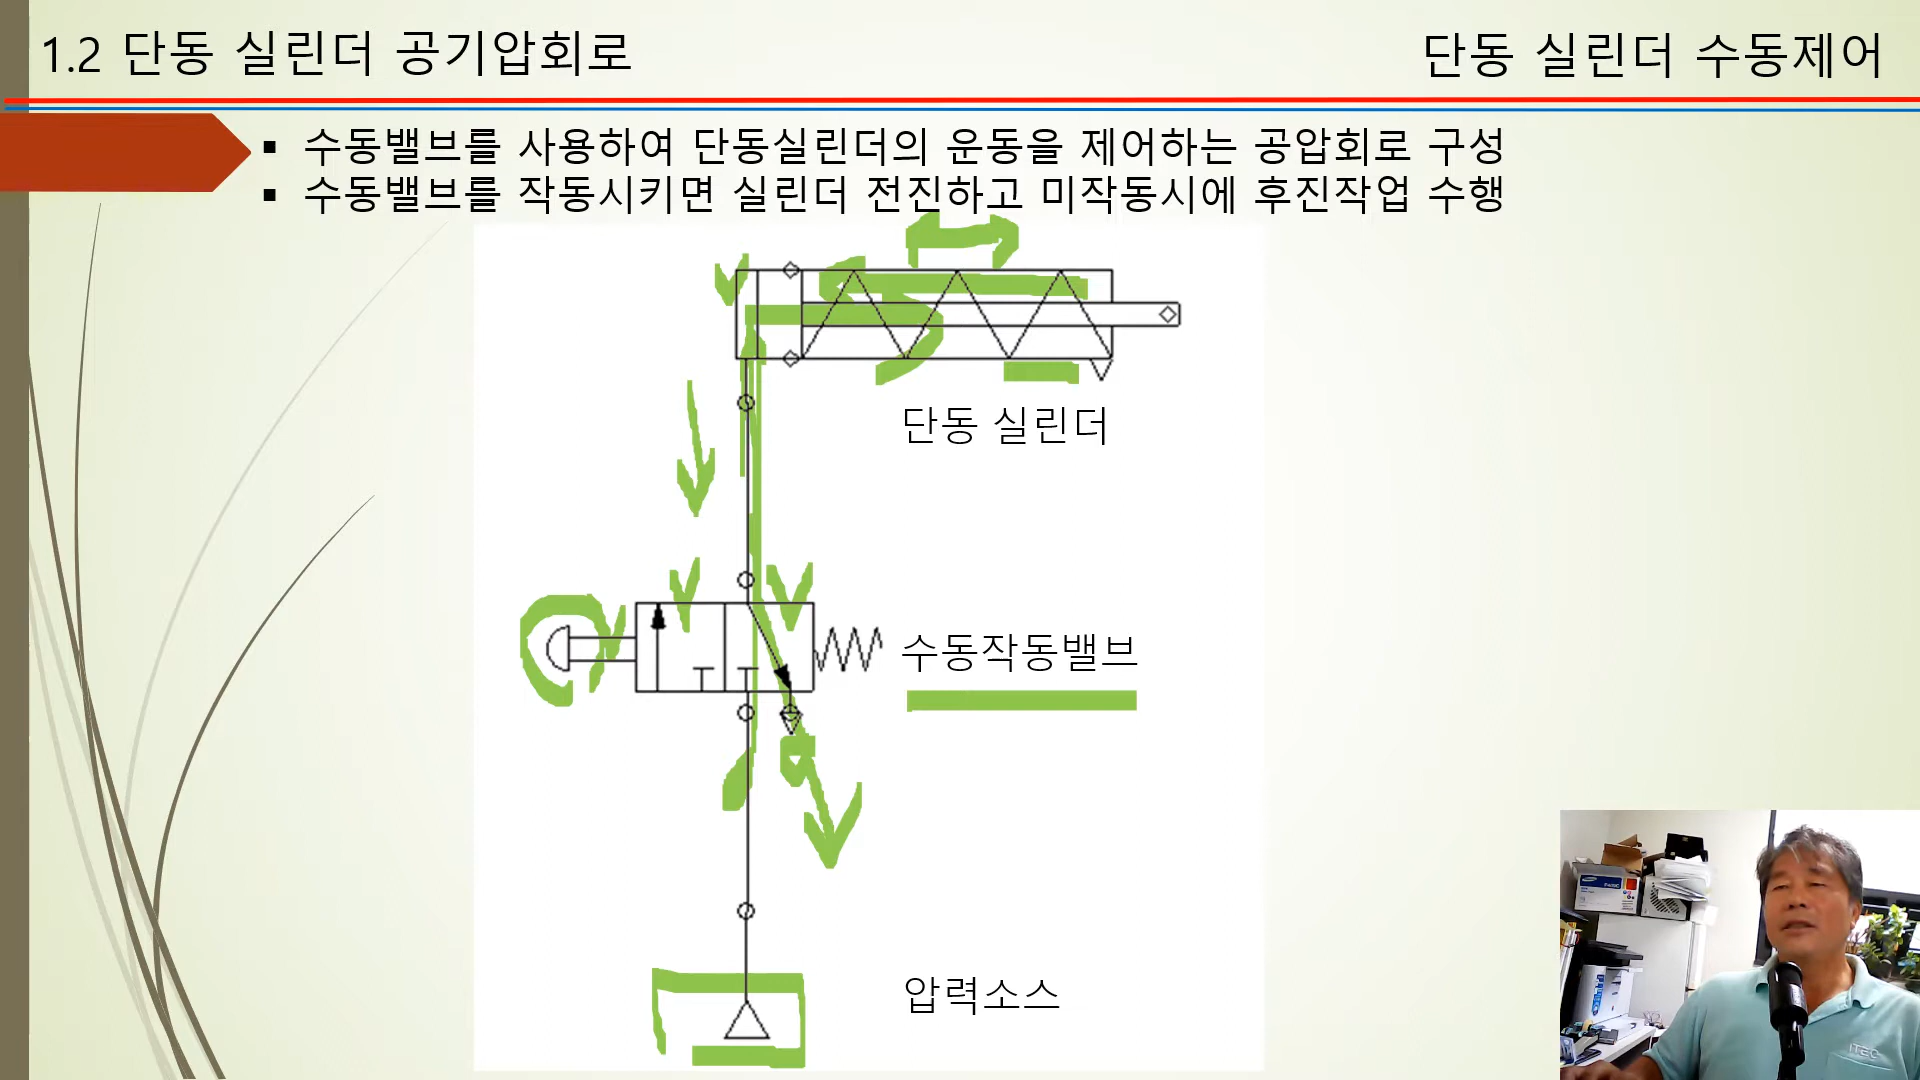 1.2 단동 실린더 공기압회로
단동 실린더 수동제어
▪ 수동밸브를 사용하여 단동실린더의 운동을 제어하는 공압회로 구성
▪ 수동밸브를 작동시키면 실린더 전진하고 미작동시에 후진작업 수행
단동 실린더
수동작동밸브
압력소스
ITEC